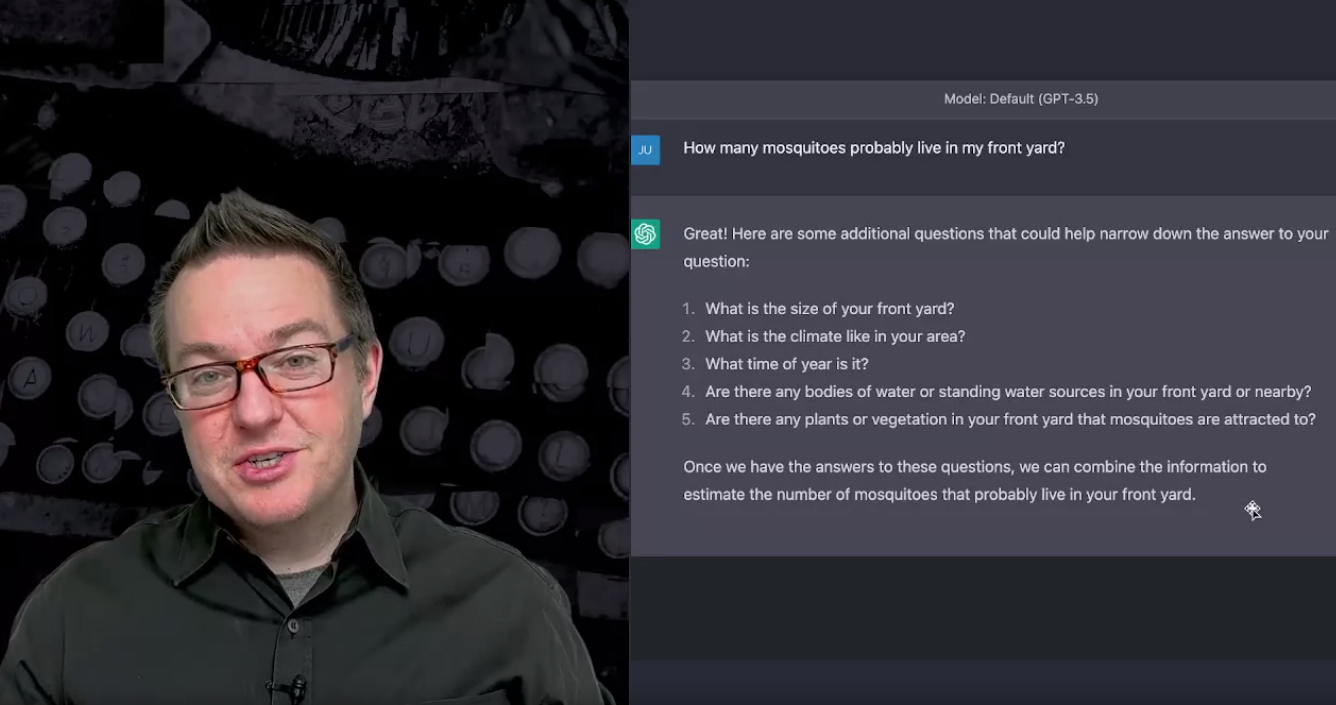 Model: Default (GPT-3.5)
JU
How many mosquitoes probably live in my front yard?
Great! Here are some additional questions that could help narrow down the answer to your
question:
1. What is the size of your front yard?
2. What is the climate like in your area?
3. What time of year is it?
4. Are there any bodies of water or standing water sources in your front yard or nearby?
5. Are there any plants or vegetation in your front yard that mosquitoes are attracted to?
Once we have the answers to these questions, we can combine the information to
estimate the number of mosquitoes that probably live in your front yard.
W
U
A